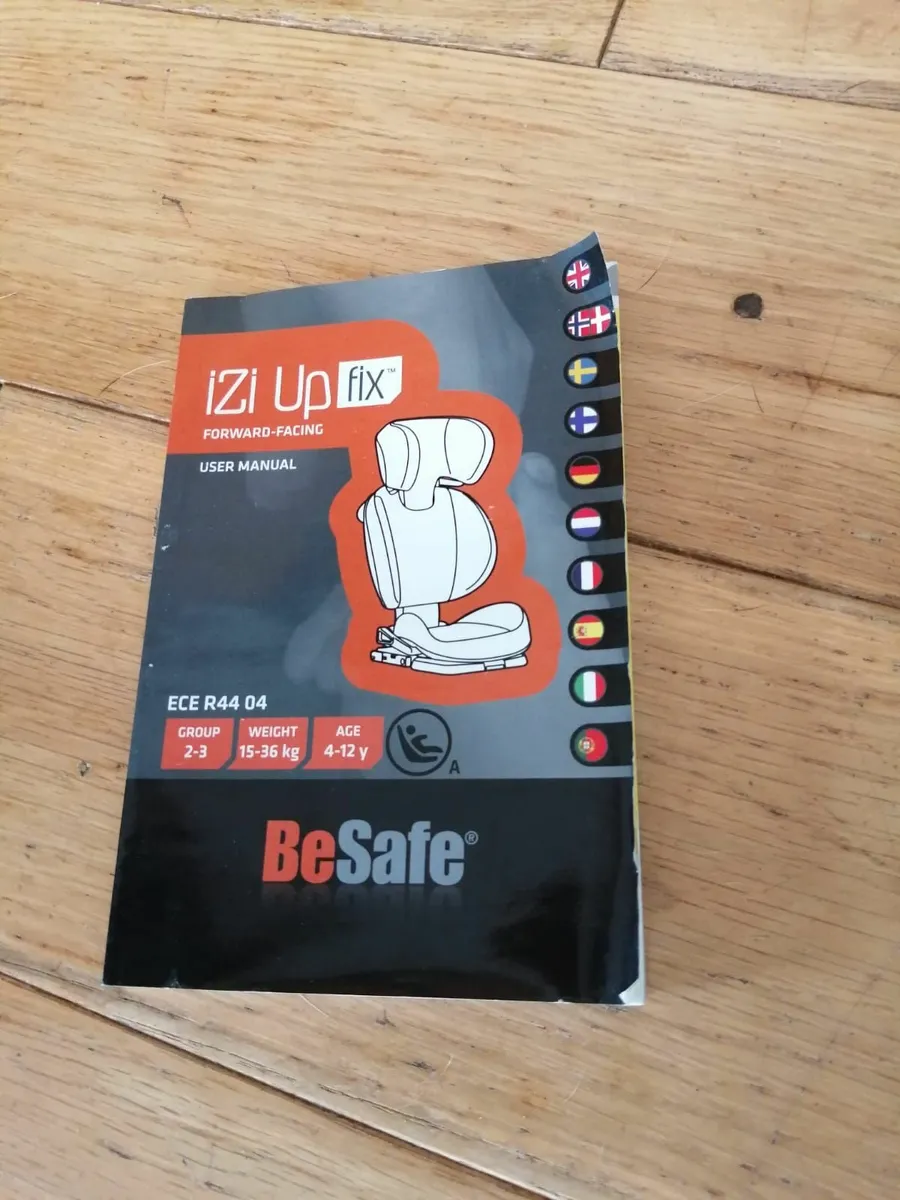 iZi Up fix™
FORWARD-FACING
USER MANUAL
ECE R44 04
GROUP
2-3
WEIGHT
15-36 kg
AGE
4-12 y
A
BeSafe®